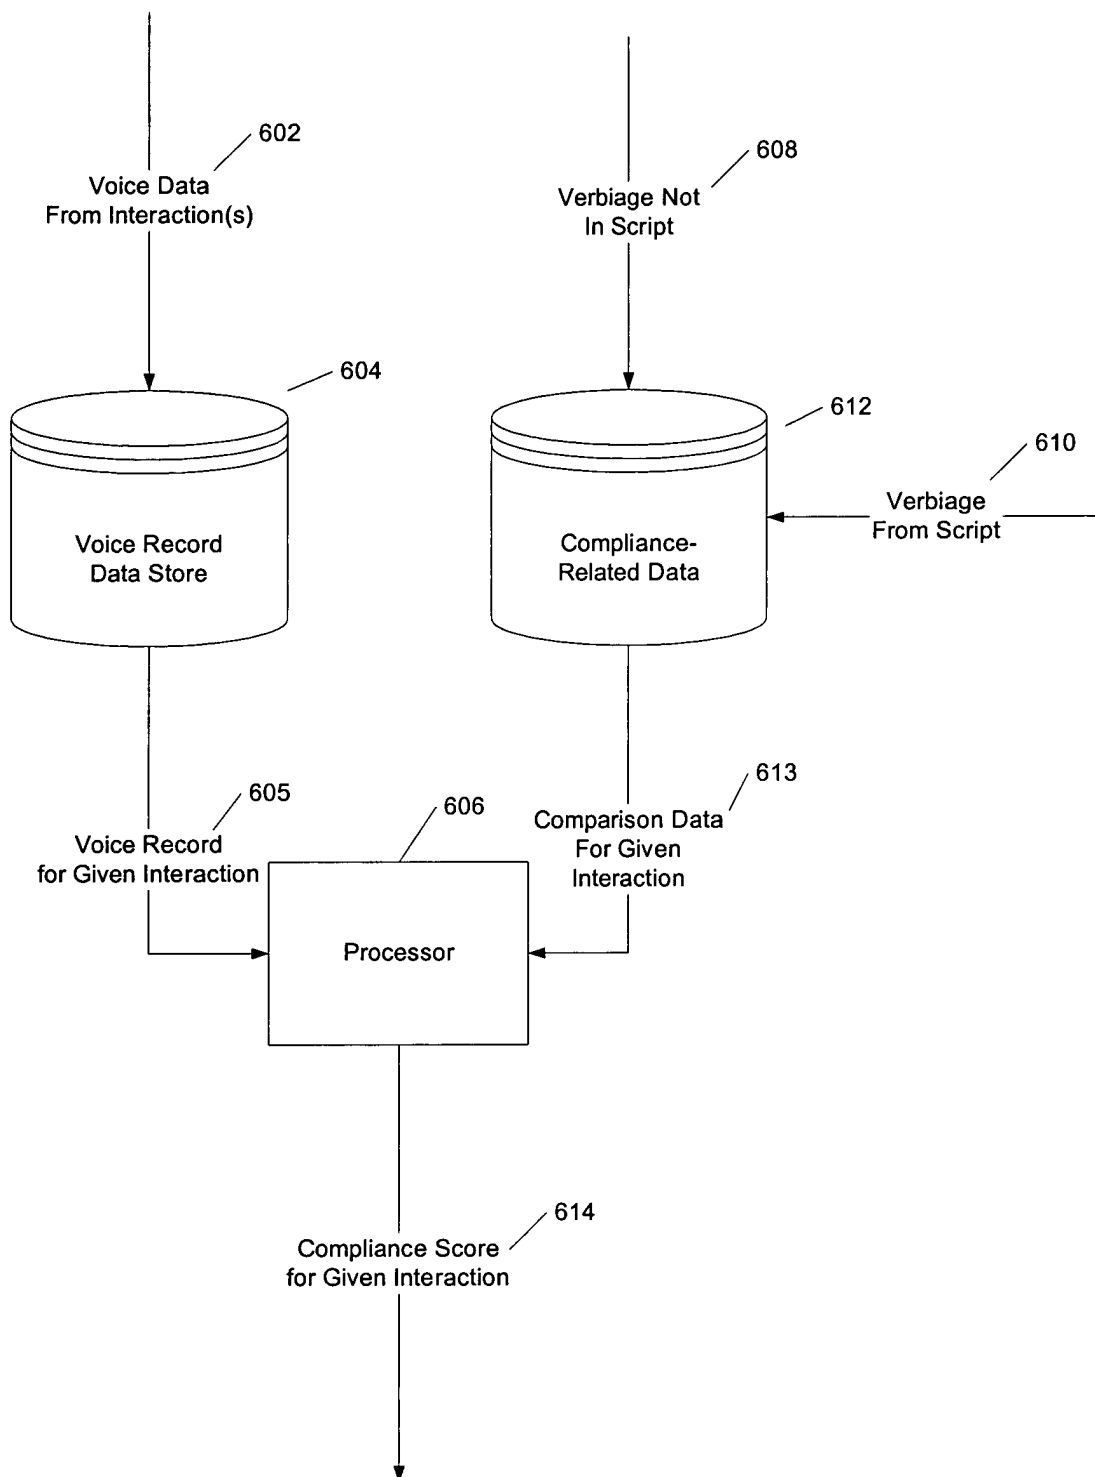 602
Voice Data
From Interaction(s)
608
Verbiage Not
In Script
604
612
610
Verbiage
From Script
Voice Record
Data Store
Compliance-
Related Data
605
Voice Record
for Given Interaction
606
613
Comparison Data
For Given
Interaction
Processor
614
Compliance Score
for Given Interaction